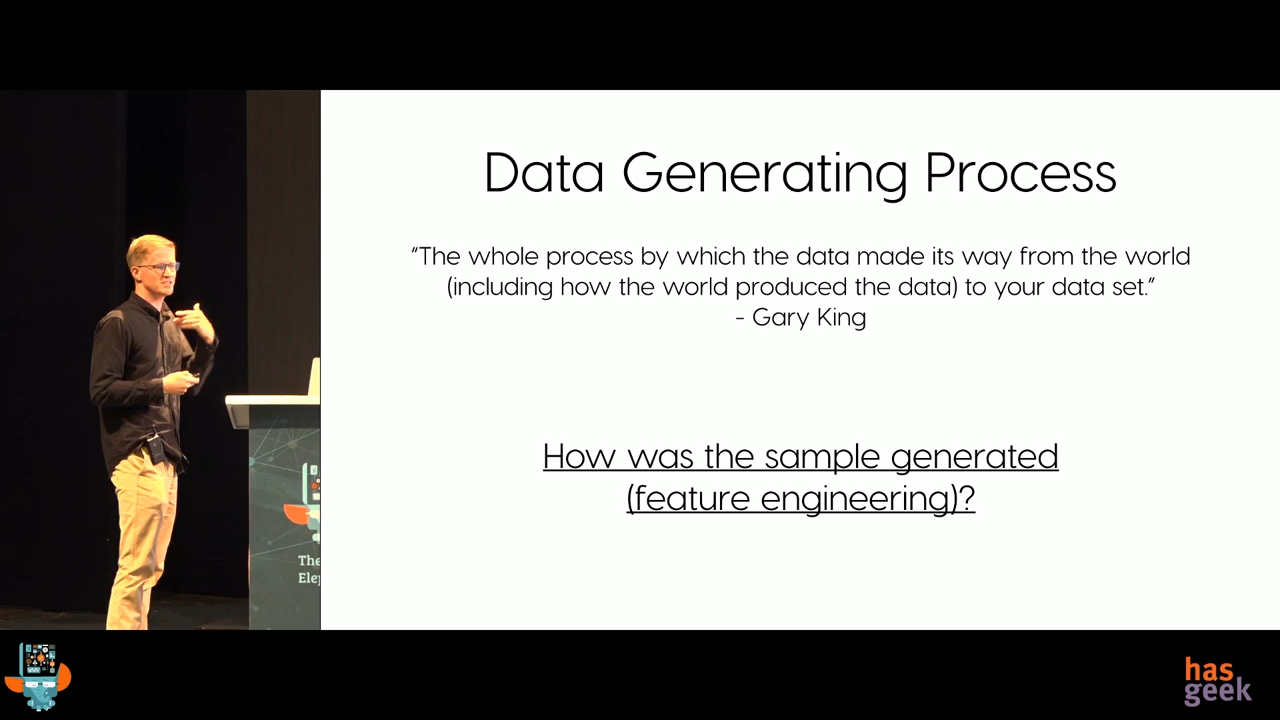 Data Generating Process
“The whole process by which the data made its way from the world
(including how the world produced the data) to your data set.”
- Gary King
How was the sample generated
(feature engineering)?
The
has
geek